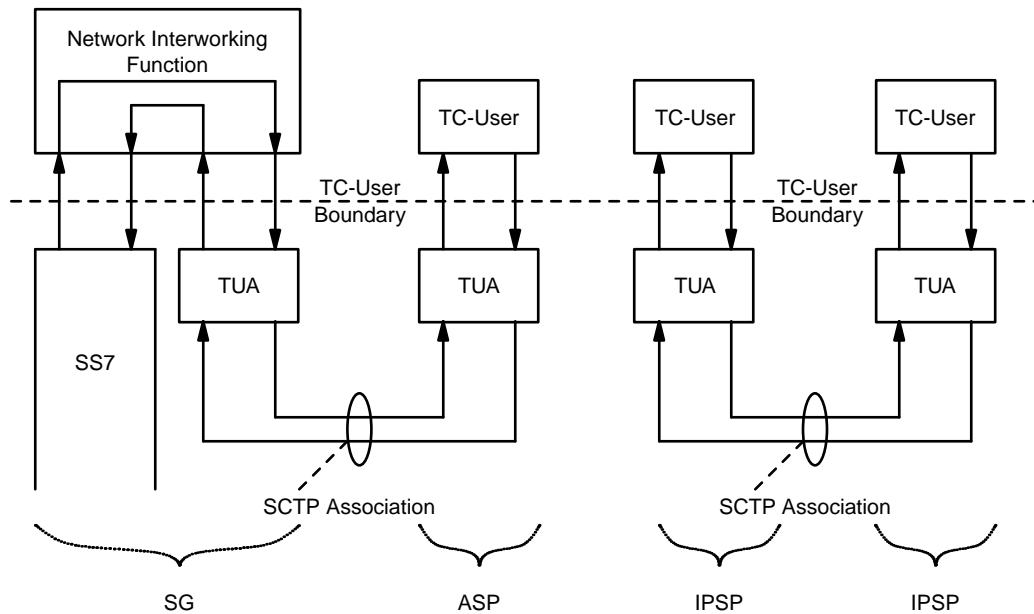 Network Interworking
Function
TC-User
TC-User
TC-User
TC-User
Boundary
TC-User
Boundary
TUA
TUA
TUA
TUA
SS7
SCTP Association
SCTP Association
SG
ASP
IPSP
IPSP